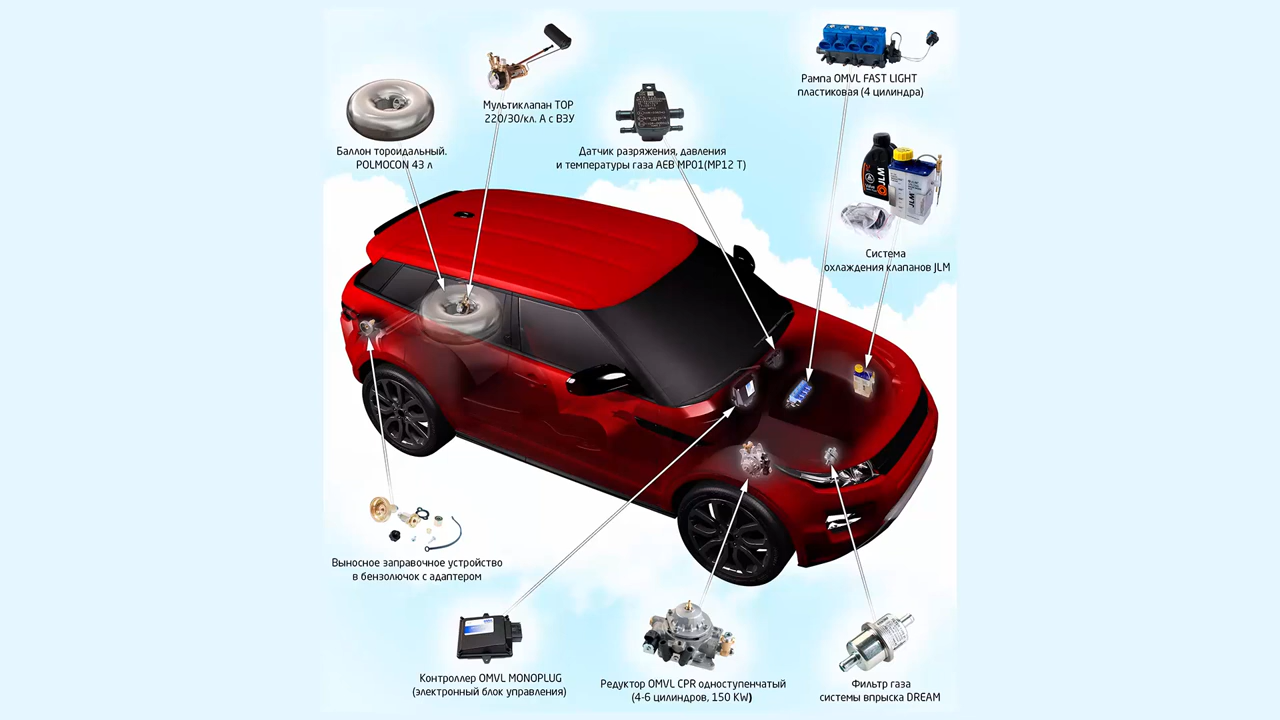 Рампа OMVL FAST LIGHT
пластиковая (4 цилиндра)
Мультиклапан TOP
220/30/кл. А с ВЗУ
Баллон тороидальный.
POLMOCON 43 л
Датчик разряжения, давления
и температуры газа AEB MP01(MP12 T)
JLM
JLM
Система
охлаждения клапанов JLM
Выносное заправочное устройство
в бензолючок с адаптером
Контроллер OMVL MONOPLUG
(электронный блок управления)
Редуктор OMVL CPR одноступенчатый
(4-6 цилиндров, 150 KW)
Фильтр газа
системы впрыска DREAM